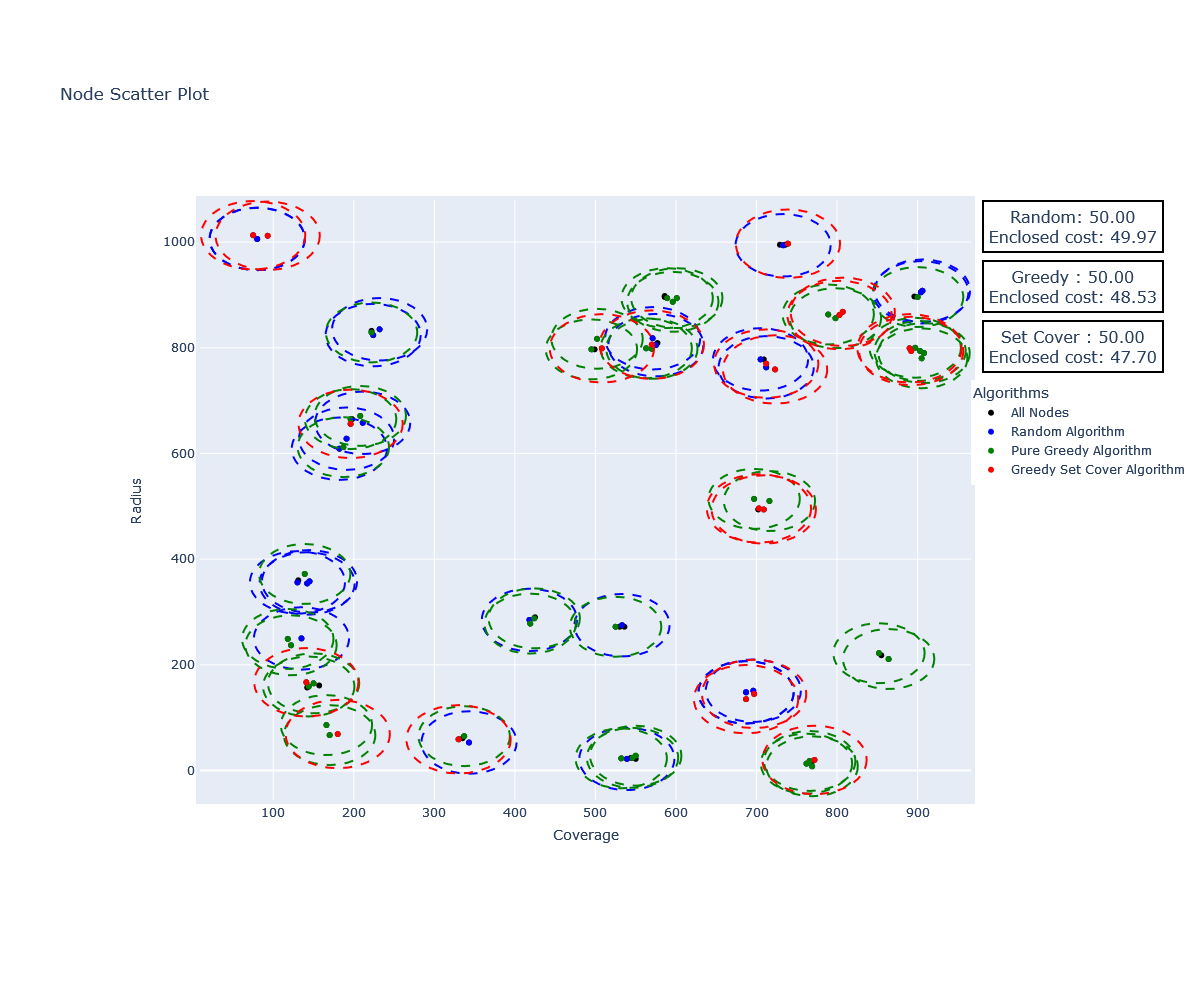 Node Scatter Plot
Random: 50.00
Enclosed cost: 49.97
Greedy : 50.00
Enclosed cost: 48.53
Set Cover : 50.00
Enclosed cost: 47.70
Algorithms
All Nodes
Random Algorithm
Pure Greedy Algorithm
Greedy Set Cover Algorithm
Radius
1000
800
600
400
200
0
100 200 300 400 500 600 700 800 900
Coverage